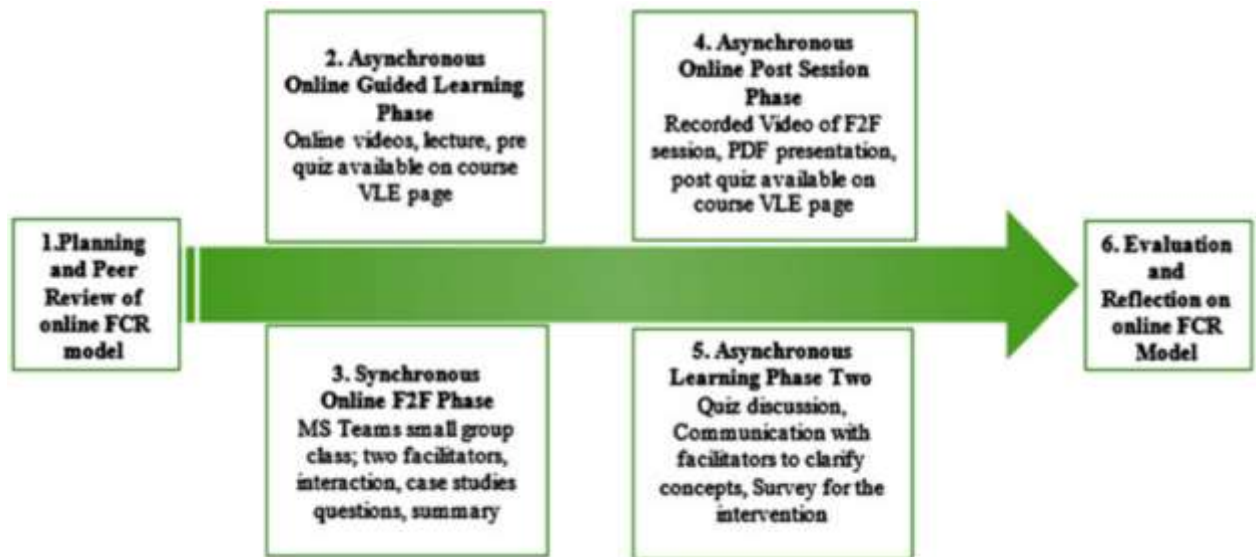 1.Planning
and Peer
Review of
online FCR
model
2. Asynchronous
Online Guided Learning
Phase
Online videos, lecture, pre
quiz available on course
VLE page
3. Synchronous
Online F2F Phase
MS Teams small group
class; two facilitators,
interaction, case studies
questions, summary
4. Asynchronous
Online Post Session
Phase
Recorded Video of F2F
session, PDF presentation,
post quiz available on
course VLE page
5. Asynchronous
Learning Phase Two
Quiz discussion,
Communication with
facilitators to clarify
concepts, Survey for the
intervention
6. Evaluation
and
Reflection on
online FCR
Model